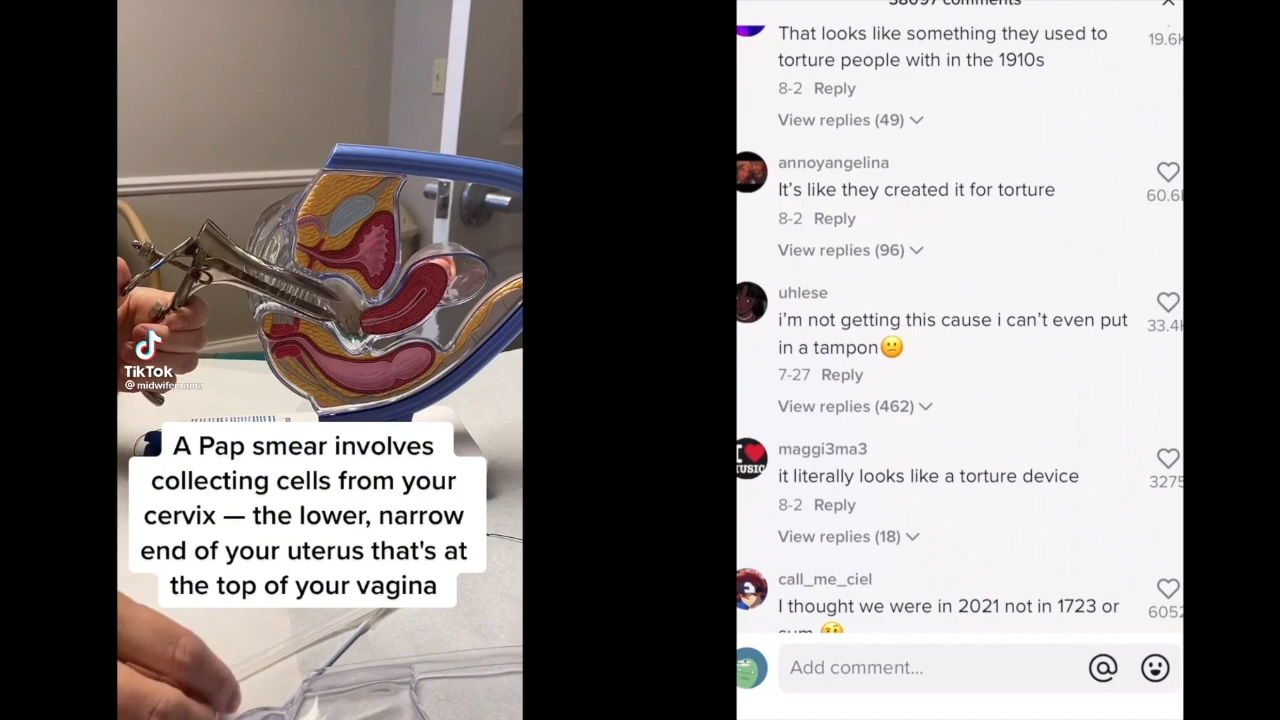 TikTok
@midwifemama
A Pap smear involves
collecting cells from your
cervix — the lower, narrow
end of your uterus that's at
the top of your vagina
38097 comments
That looks like something they used to
torture people with in the 1910s
19.6K
8-2 Reply
View replies (49)
annoyangelina
It's like they created it for torture
60.6K
8-2 Reply
View replies (96)
uhlese
i'm not getting this cause i can't even put
in a tampon😕
33.4K
7-27 Reply
View replies (462)
maggi3ma3
it literally looks like a torture device
3275
8-2 Reply
View replies (18)
I ❤ MUSIC
call_me_ciel
I thought we were in 2021 not in 1723 or
sum 🤨
6052
Add comment...